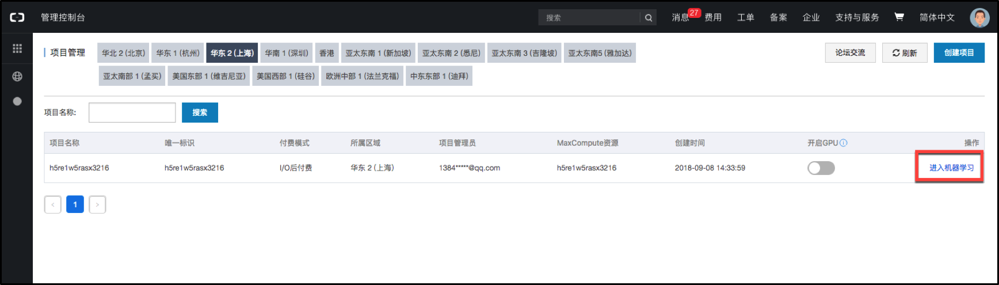 管理控制台 搜索 消息 27 费用 工单 备案 企业 支持与服务 简体中文
项目管理 华北 2 (北京) 华东 1 (杭州) 华东 2 (上海) 华南 1 (深圳) 香港 亚太东南 1 (新加坡) 亚太东南 2 (悉尼) 亚太东南 3 (吉隆坡) 亚太东南5 (雅加达) 论坛交流 刷新 创建项目
亚太南部 1 (孟买) 美国东部 1 (维吉尼亚) 美国西部 1 (硅谷) 欧洲中部 1 (法兰克福) 中东东部 1 (迪拜)
项目名称: 搜索
项目名称 唯一标识 付费模式 所属区域 项目管理员 MaxCompute资源 创建时间 开启GPU 操作
h5re1w5rasx3216 h5re1w5rasx3216 I/O后付费 华东 2 (上海) 1384*****@qq.com h5re1w5rasx3216 2018-09-08 14:33:59 进入机器学习
< 1 >